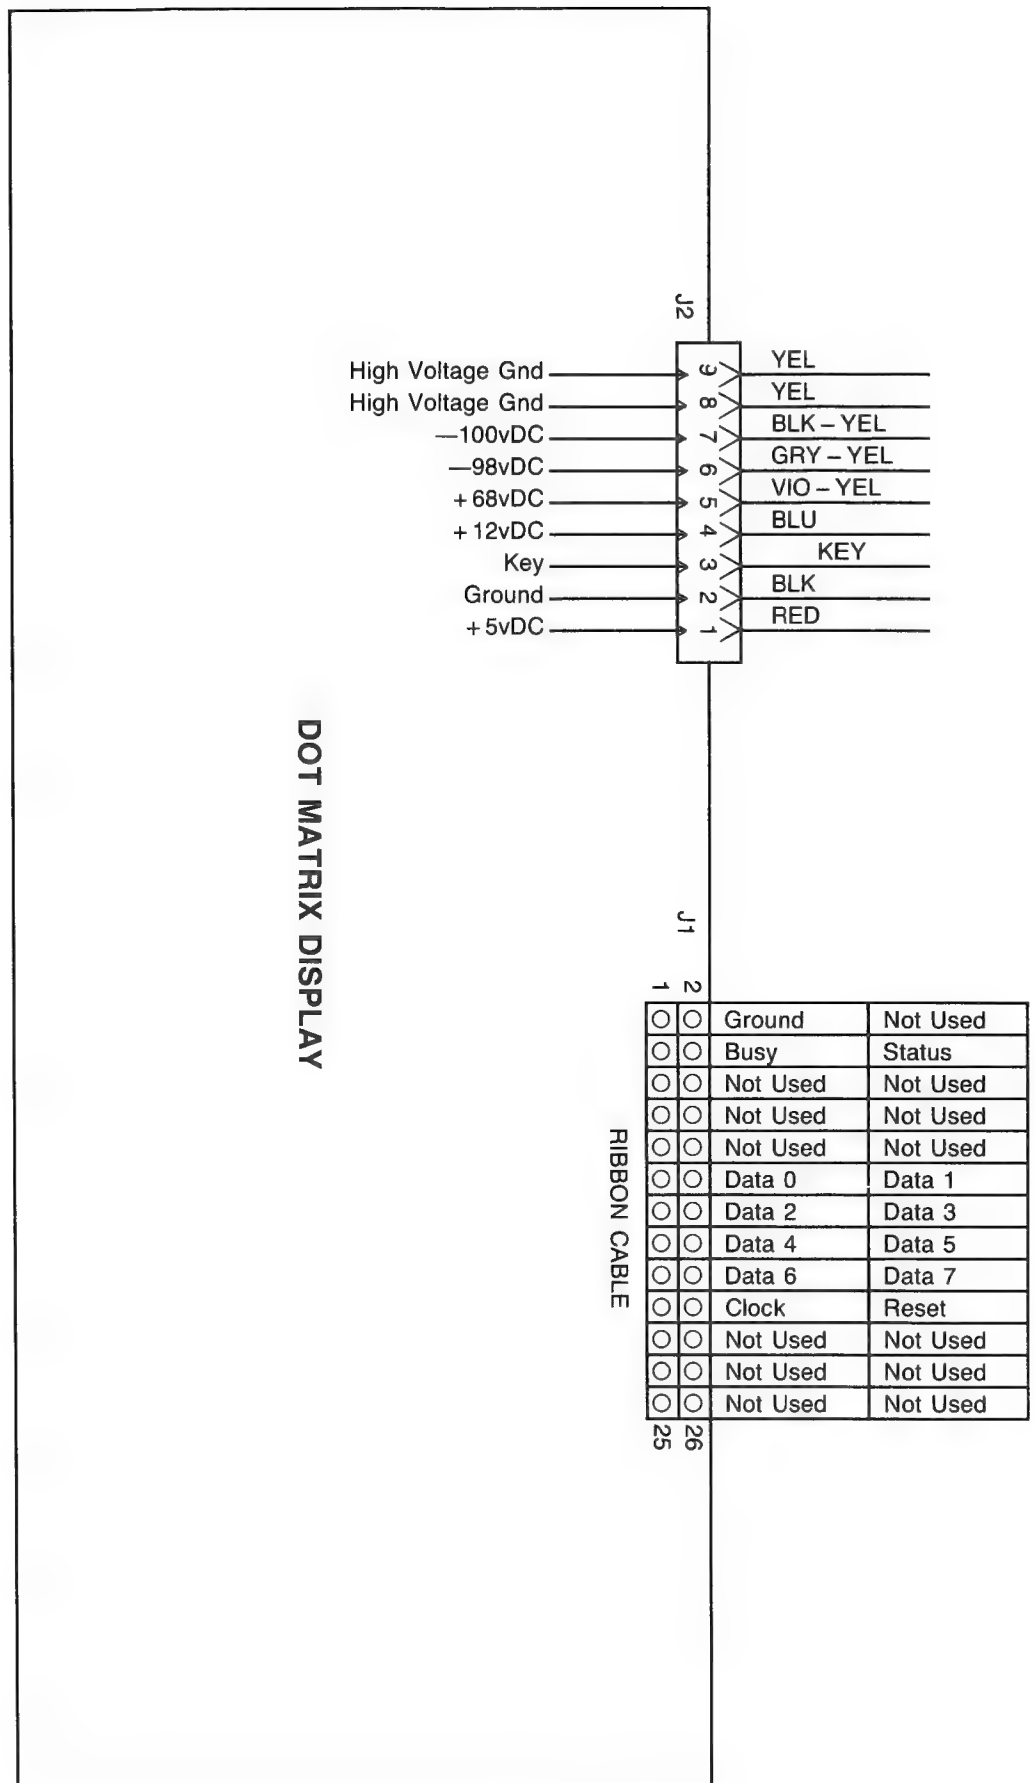 J2
High Voltage Gnd 9 YEL
High Voltage Gnd 8 YEL
—100vDC 7 BLK – YEL
—98vDC 6 GRY – YEL
+ 68vDC 5 VIO – YEL
+ 12vDC 4 BLU
Key 3 KEY
Ground 2 BLK
+ 5vDC 1 RED
DOT MATRIX DISPLAY
J1
1 2
Ground Not Used
Busy Status
Not Used Not Used
Not Used Not Used
Not Used Not Used
Data 0 Data 1
Data 2 Data 3
Data 4 Data 5
Data 6 Data 7
Clock Reset
Not Used Not Used
Not Used Not Used
Not Used Not Used
25 26
RIBBON CABLE